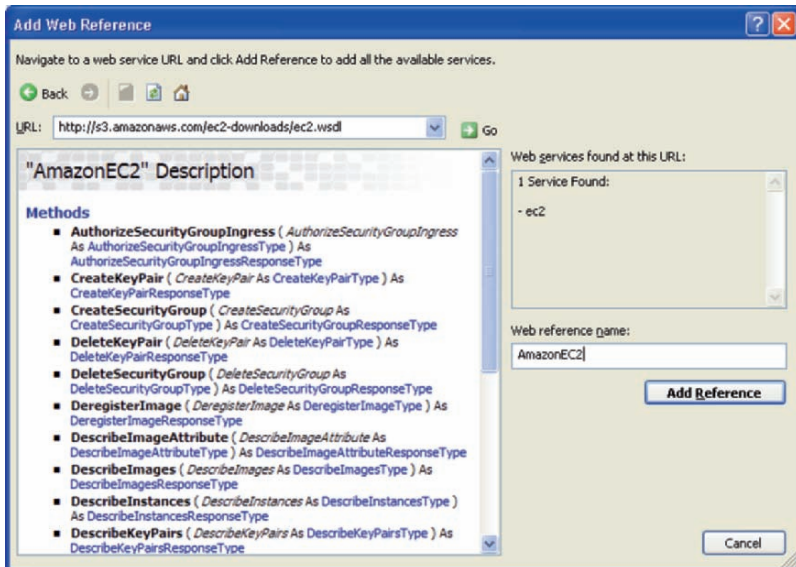 Add Web Reference
Navigate to a web service URL and click Add Reference to add all the available services.
Back
URL: http://s3.amazonaws.com/ec2-downloads/ec2.wsdl Go
"AmazonEC2" Description
Methods
AuthorizeSecurityGroupIngress ( AuthorizeSecurityGroupIngress
As AuthorizeSecurityGroupIngressType ) As
AuthorizeSecurityGroupIngressResponseType
CreateKeyPair ( CreateKeyPair As CreateKeyPairType ) As
CreateKeyPairResponseType
CreateSecurityGroup ( CreateSecurityGroup As
CreateSecurityGroupType ) As CreateSecurityGroupResponseType
DeleteKeyPair ( DeleteKeyPair As DeleteKeyPairType ) As
DeleteKeyPairResponseType
DeleteSecurityGroup ( DeleteSecurityGroup As
DeleteSecurityGroupType ) As DeleteSecurityGroupResponseType
DeregisterImage ( DeregisterImage As DeregisterImageType ) As
DeregisterImageResponseType
DescribeImageAttribute ( DescribeImageAttribute As
DescribeImageAttributeType ) As DescribeImageAttributeResponseType
DescribeImages ( DescribeImages As DescribeImagesType ) As
DescribeImagesResponseType
DescribeInstances ( DescribeInstances As DescribeInstancesType )
As DescribeInstancesResponseType
DescribeKeyPairs ( DescribeKeyPairs As DescribeKeyPairsType ) As
DescribeKeyPairsResponseType
Web services found at this URL:
1 Service Found:
- ec2
Web reference name:
AmazonEC2
Add Reference
Cancel